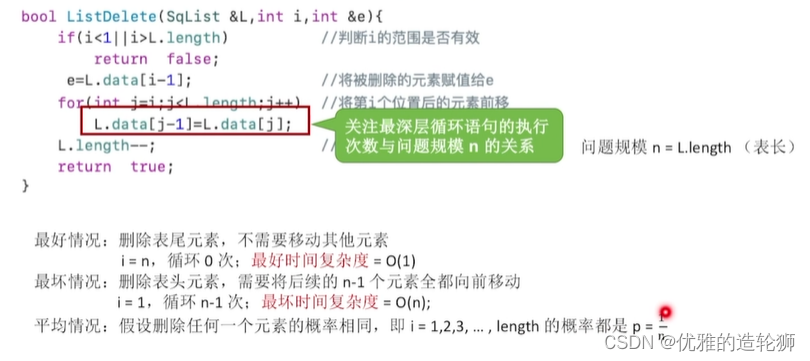 bool ListDelete(SqList &L,int i,int &e){
if(i<1||i>L.length) //判断i的范围是否有效
return false;
e=L.data[i-1]; //将被删除的元素赋值给e
for(int j=i;j<L.length;j++) //将第i个位置后的元素前移
L.data[j-1]=L.data[j];
关注最深层循环语句的执行
次数与问题规模 n 的关系
L.length--; //
问题规模 n = L.length （表长）
return true;
}
最好情况：删除表尾元素，不需要移动其他元素
i = n，循环 0 次；最好时间复杂度 = O(1)
最坏情况：删除表头元素，需要将后续的 n-1 个元素全都向前移动
i = 1，循环 n-1 次；最坏时间复杂度 = O(n);
平均情况：假设删除任何一个元素的概率相同，即 i = 1,2,3, … , length 的概率都是 p =
CSDN @优雅的造轮狮